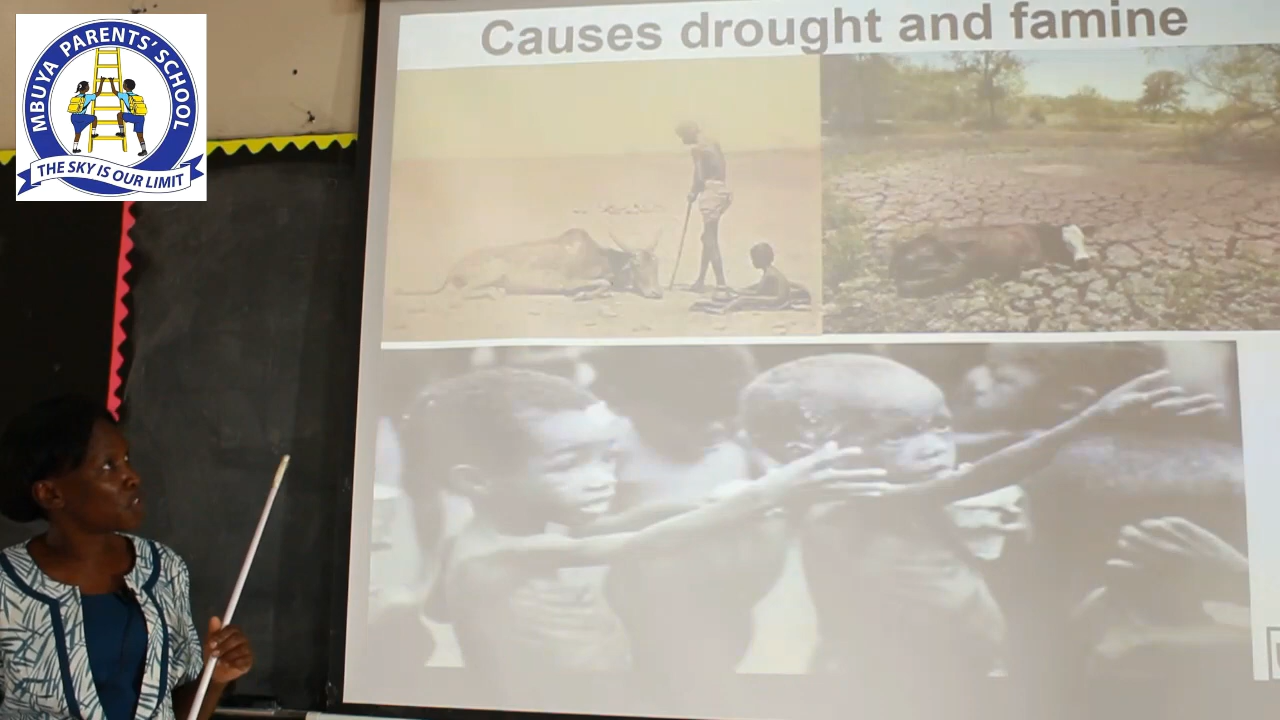 MBUYA PARENTS' SCHOOL
THE SKY IS OUR LIMIT
Causes drought and famine